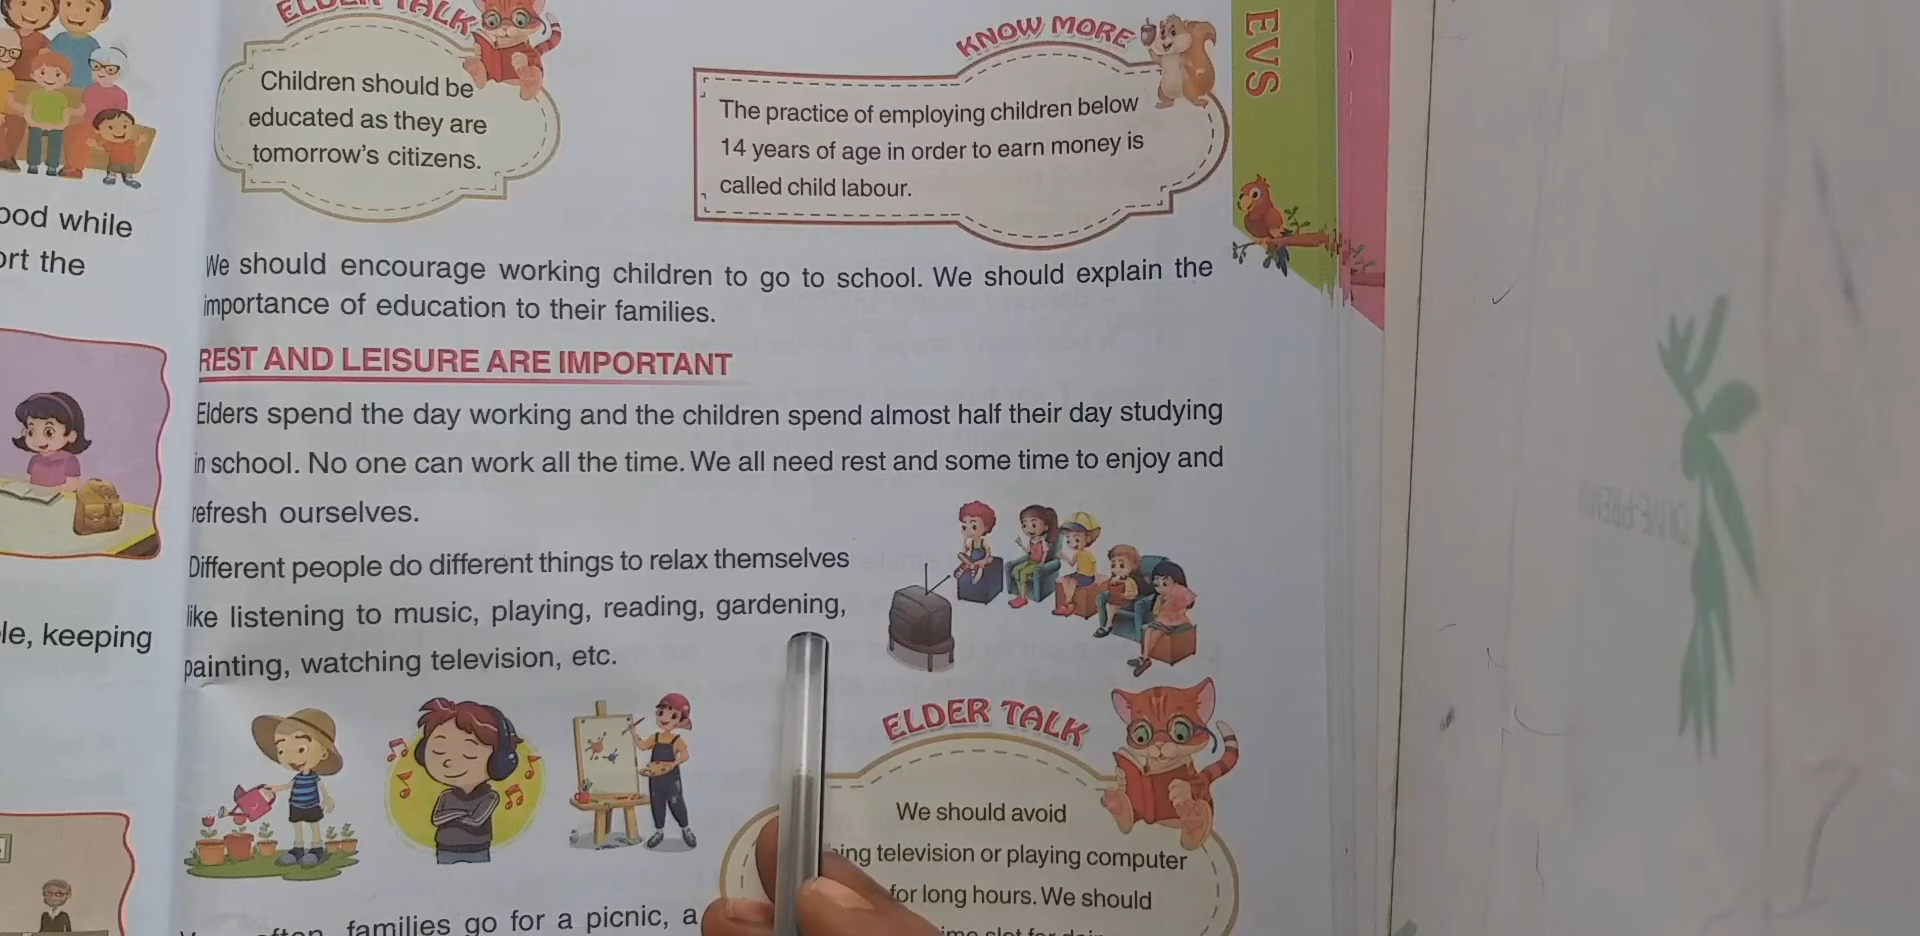 ELDER TALK
Children should be
educated as they are
tomorrow's citizens.
KNOW MORE
The practice of employing children below
14 years of age in order to earn money is
called child labour.
EVS
while
the
We should encourage working children to go to school. We should explain the
importance of education to their families.
REST AND LEISURE ARE IMPORTANT
Elders spend the day working and the children spend almost half their day studying
in school. No one can work all the time. We all need rest and some time to enjoy and
refresh ourselves.
Different people do different things to relax themselves
like listening to music, playing, reading, gardening,
painting, watching television, etc.
keeping
ELDER TALK
We should avoid
television or playing computer
for long hours. We should
families go for a picnic, a